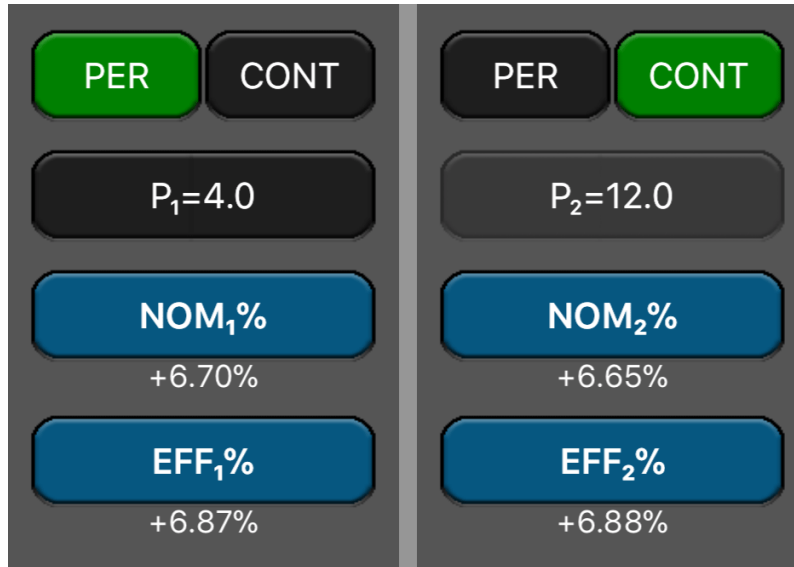 PER CONT
P₁=4.0
NOM₁%
+6.70%
EFF₁%
+6.87%
PER CONT
P₂=12.0
NOM₂%
+6.65%
EFF₂%
+6.88%